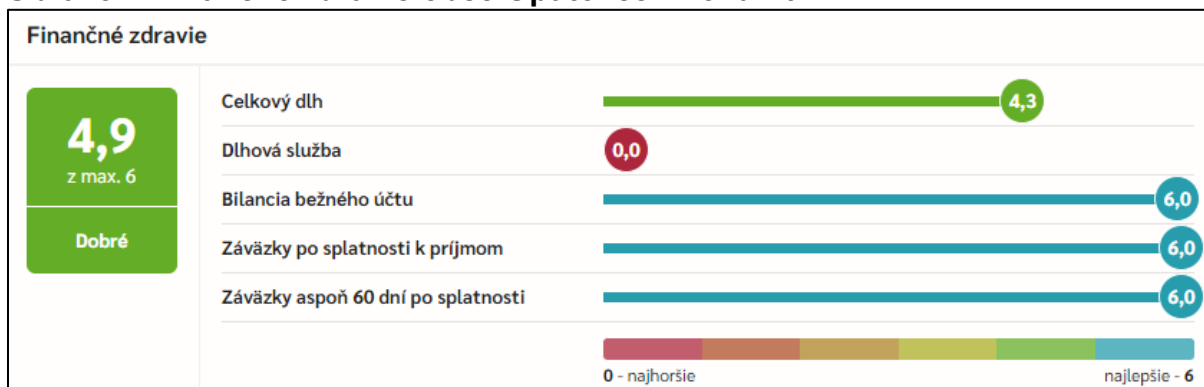 Finančné zdravie
4,9
z max. 6
Dobré
Celkový dlh
4,3
Dlhová služba
0,0
Bilancia bežného účtu
6,0
Záväzky po splatnosti k príjmom
6,0
Záväzky aspoň 60 dní po splatnosti
6,0
0 - najhoršie
najlepšie - 6